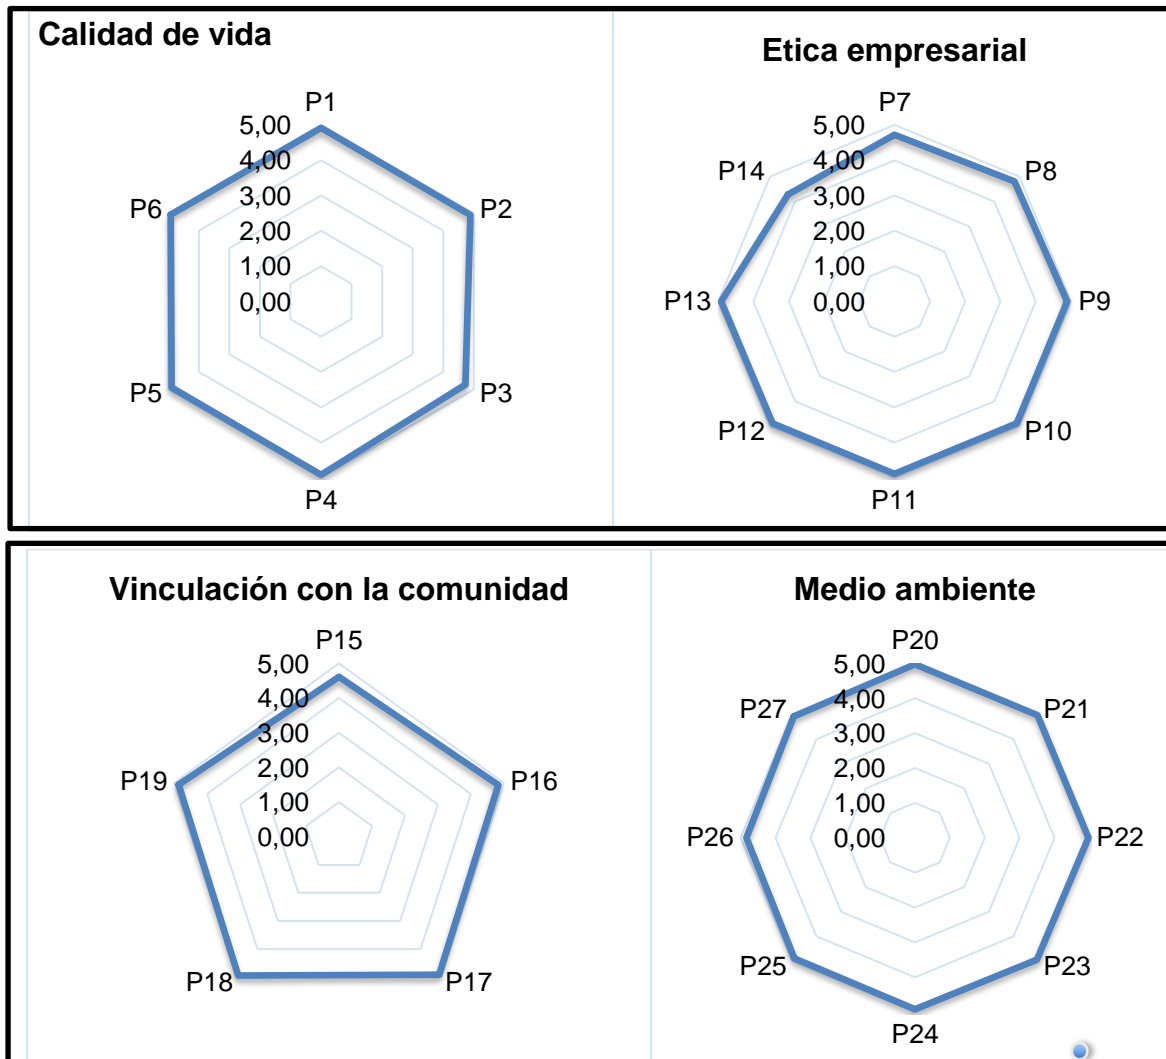 Calidad de vida
P1
5,00
4,00
3,00
2,00
1,00
0,00
P2
P3
P4
P5
P6
Etica empresarial
P7
5,00
4,00
3,00
2,00
1,00
0,00
P8
P9
P10
P11
P12
P13
P14
Vinculación con la comunidad
P15
5,00
4,00
3,00
2,00
1,00
0,00
P16
P17
P18
P19
Medio ambiente
P20
5,00
4,00
3,00
2,00
1,00
0,00
P21
P22
P23
P24
P25
P26
P27